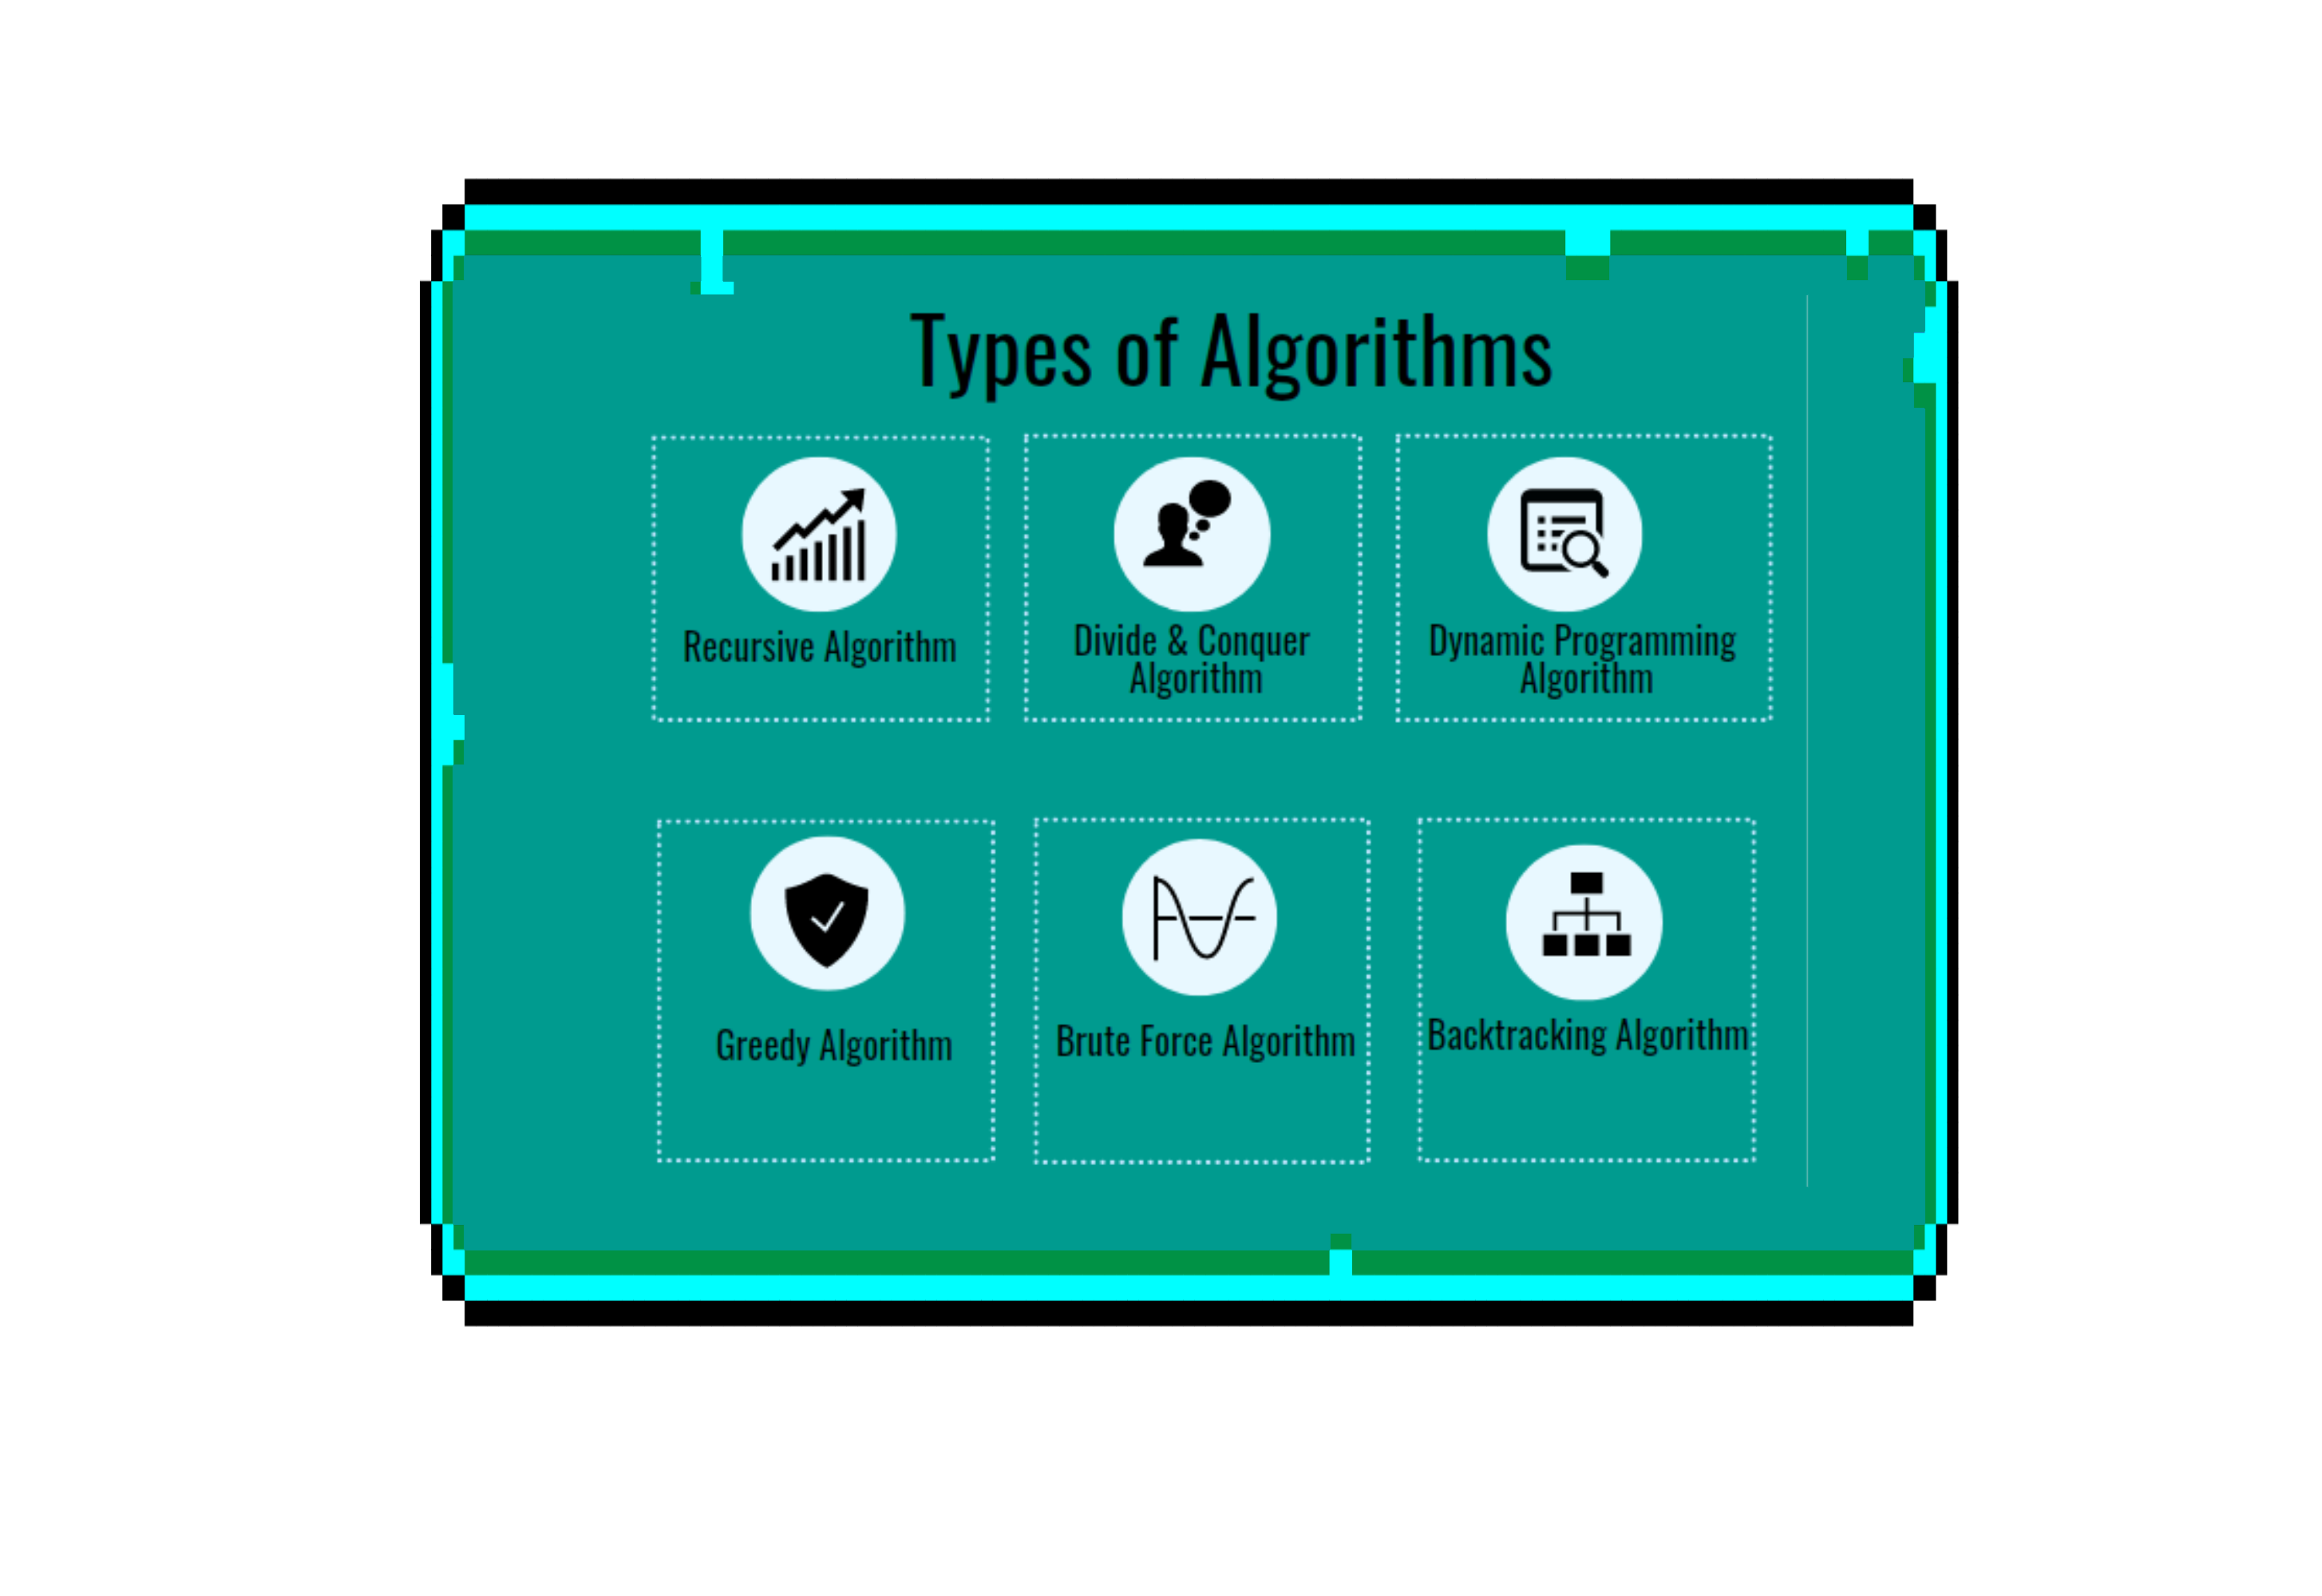 Types of Algorithms
Recursive Algorithm
Divide & Conquer
Algorithm
Dynamic Programming
Algorithm
Greedy Algorithm
Brute Force Algorithm
Backtracking Algorithm